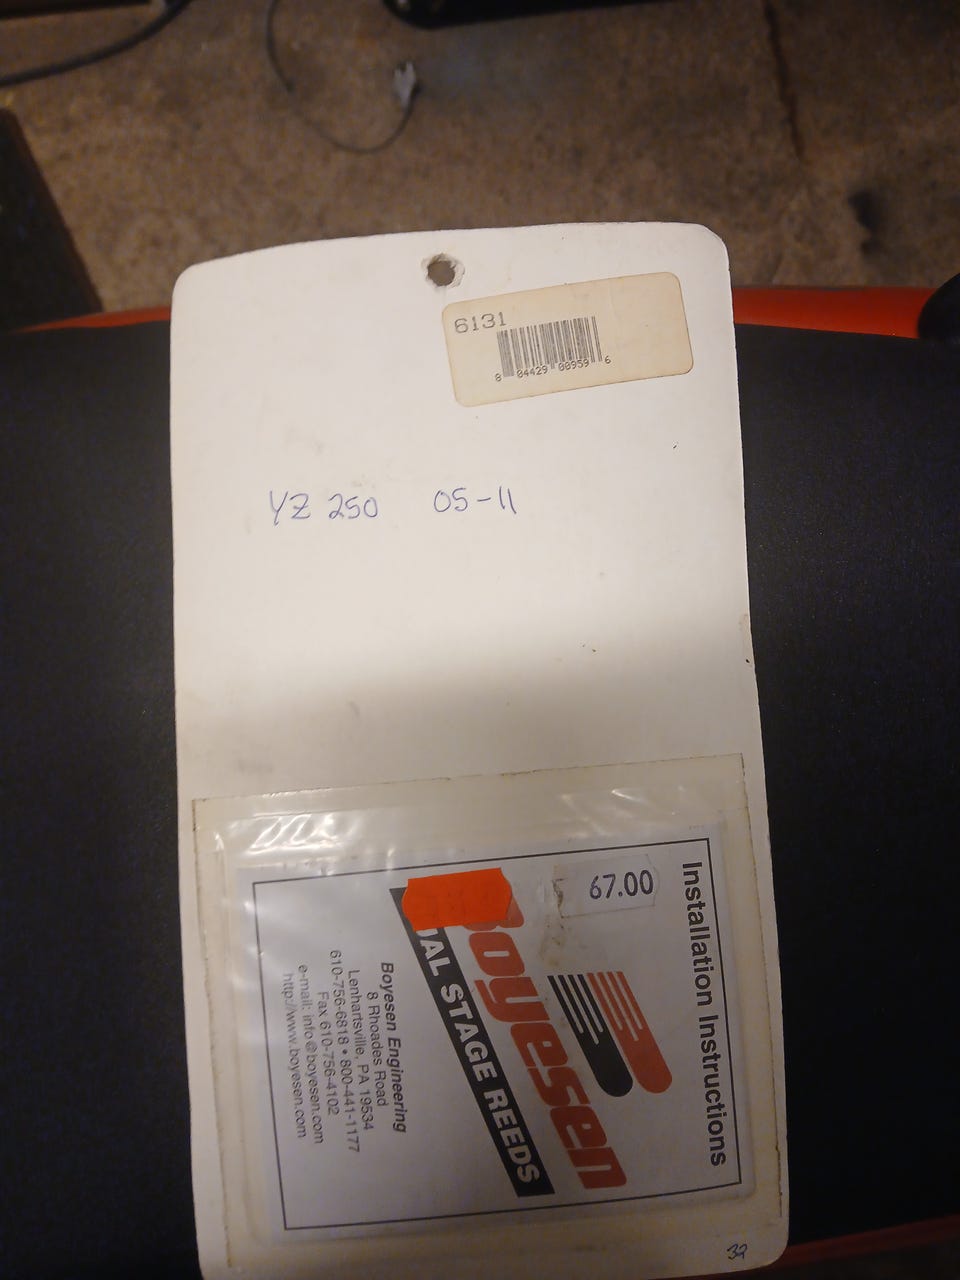 6131
8 04429 00959 6
YZ 250 05-11
67.00
Installation Instructions
Boyesen
DUAL STAGE REEDS
Boyesen Engineering
8 Rhoades Road
Lenhartsville, PA 19534
610-756-6818 • 800-441-1177
Fax 610-756-4102
e-mail: info@boyesen.com
http://www.boyesen.com